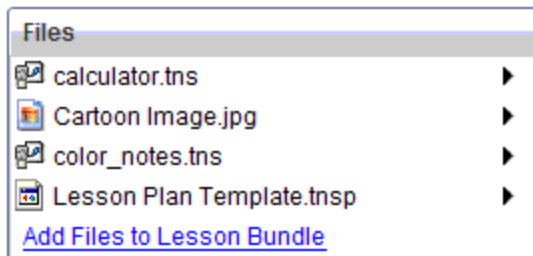 Files
calculator.tns
Cartoon Image.jpg
color_notes.tns
Lesson Plan Template.tnsp
Add Files to Lesson Bundle